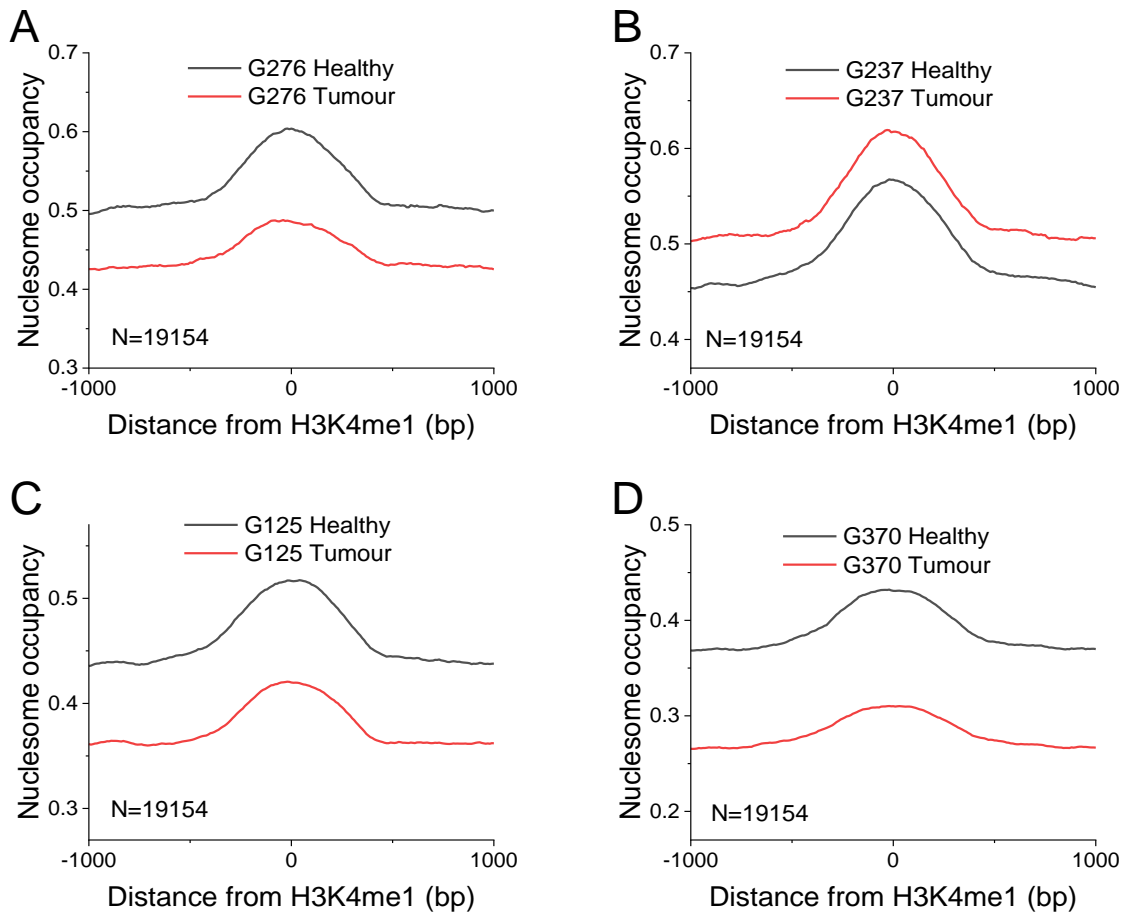 A
G276 Healthy
G276 Tumour
Nuclesome occupancy
0.7
0.6
0.5
0.4
0.3
N=19154
-1000
0
1000
Distance from H3K4me1 (bp)
B
G237 Healthy
G237 Tumour
Nuclesome occupancy
0.7
0.6
0.5
0.4
N=19154
-1000
0
1000
Distance from H3K4me1 (bp)
C
G125 Healthy
G125 Tumour
Nuclesome occupancy
0.5
0.4
0.3
N=19154
-1000
0
1000
Distance from H3K4me1 (bp)
D
G370 Healthy
G370 Tumour
Nuclesome occupancy
0.5
0.4
0.3
0.2
N=19154
-1000
0
1000
Distance from H3K4me1 (bp)